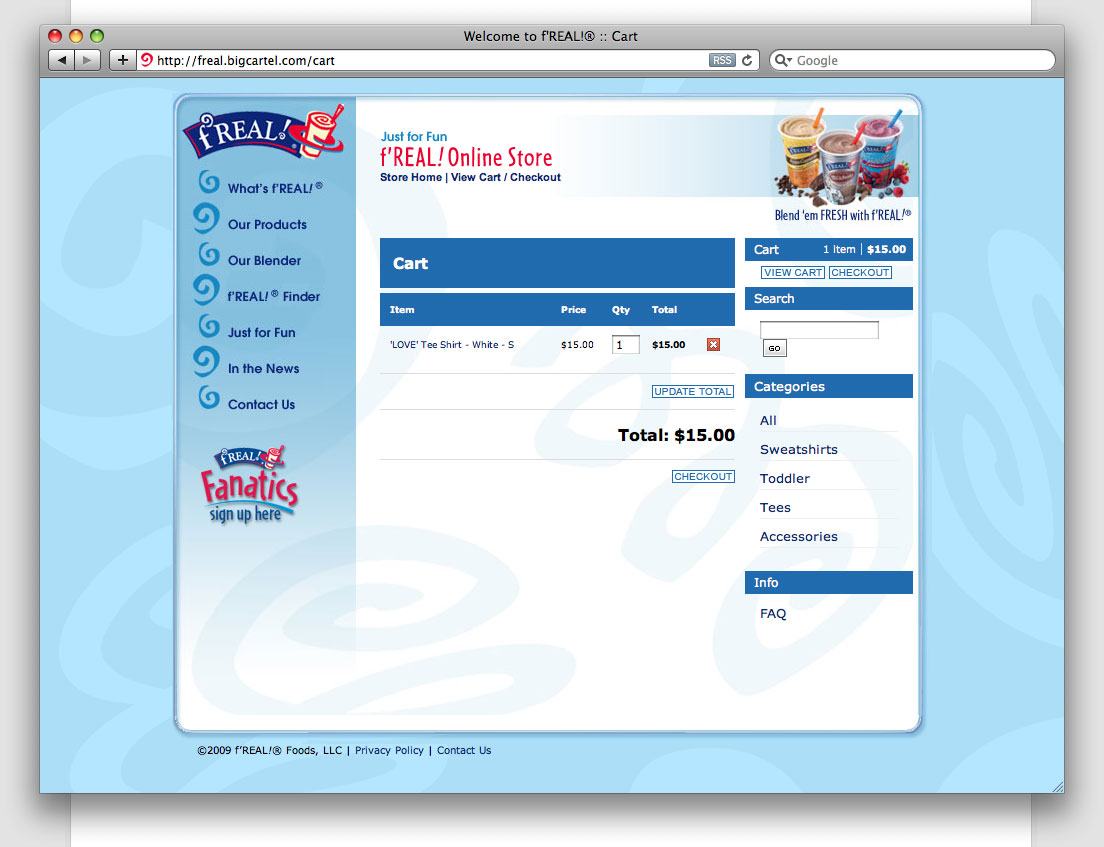 Welcome to f'REAL!® :: Cart
http://freal.bigcartel.com/cart
RSS
Google
f'REAL!
What's f'REAL!®
Our Products
Our Blender
f'REAL!® Finder
Just for Fun
In the News
Contact Us
f'REAL!
Fanatics
sign up here
Just for Fun
f'REAL! Online Store
Store Home | View Cart / Checkout
Blend 'em FRESH with f'REAL!®
Cart
Item Price Qty Total
'LOVE' Tee Shirt - White - S $15.00 1 $15.00
UPDATE TOTAL
Total: $15.00
CHECKOUT
Cart 1 Item | $15.00
VIEW CART CHECKOUT
Search
GO
Categories
All
Sweatshirts
Toddler
Tees
Accessories
Info
FAQ
©2009 f'REAL!® Foods, LLC | Privacy Policy | Contact Us